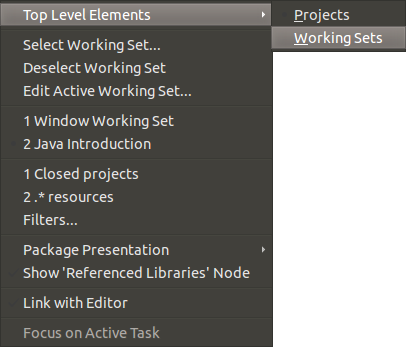 Top Level Elements
Projects
Working Sets
Select Working Set...
Deselect Working Set
Edit Active Working Set...
1 Window Working Set
2 Java Introduction
1 Closed projects
2 .* resources
Filters...
Package Presentation
Show 'Referenced Libraries' Node
Link with Editor
Focus on Active Task